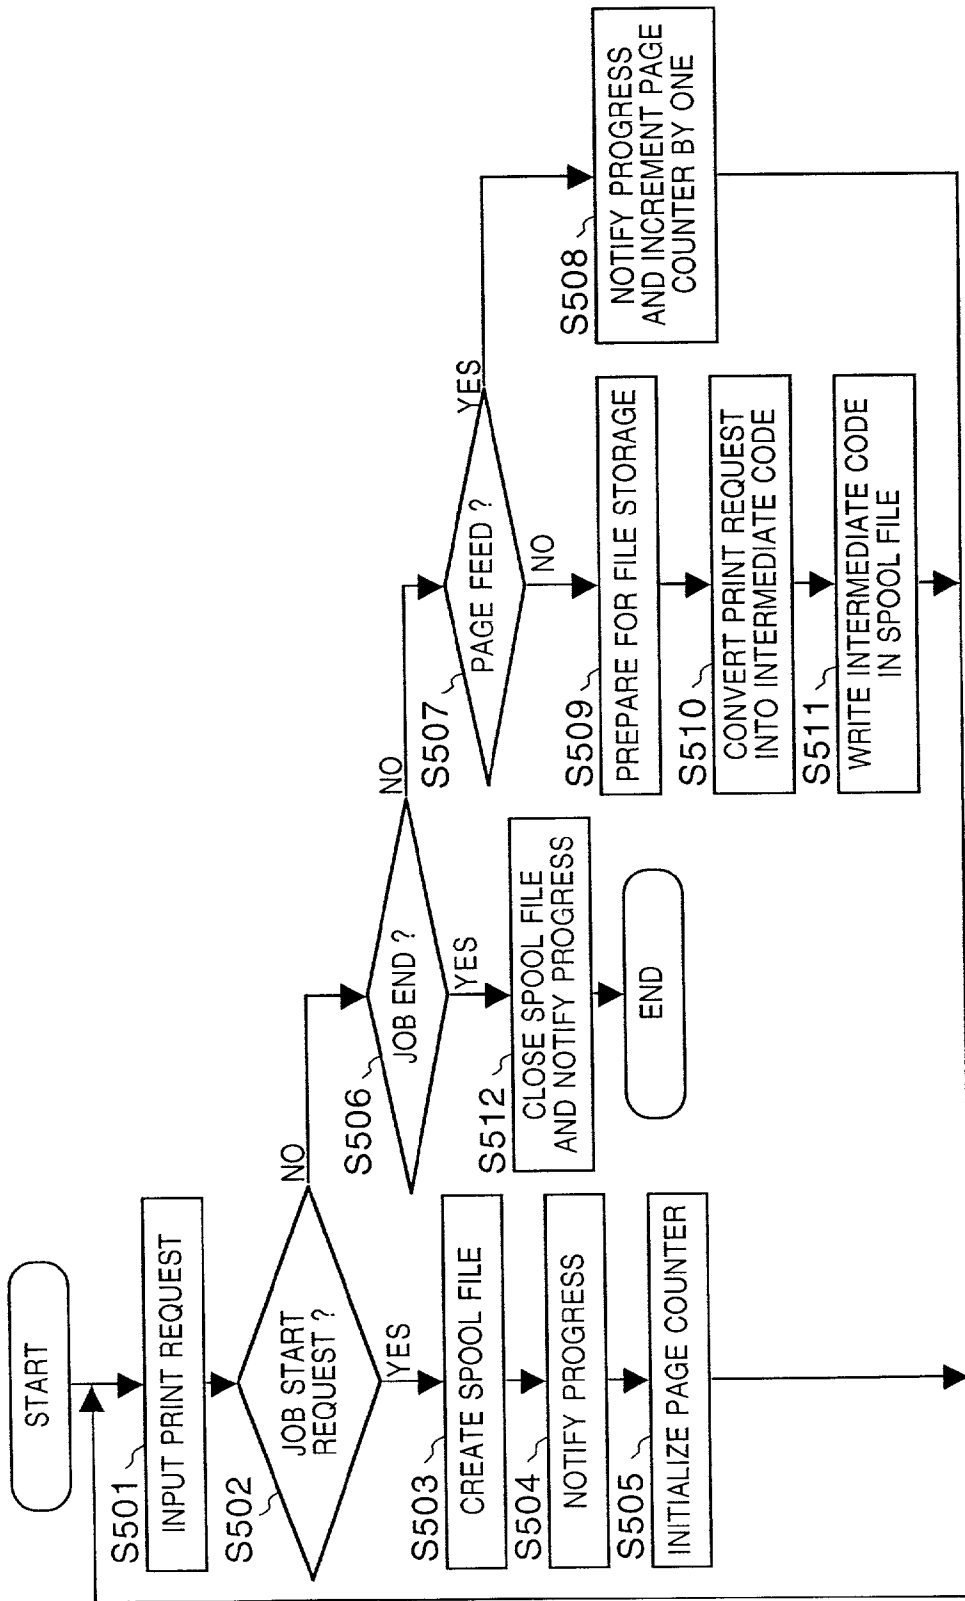 START
S501
INPUT PRINT REQUEST
S502
JOB START
REQUEST ?
NO
YES
S503
CREATE SPOOL FILE
S504
NOTIFY PROGRESS
S505
INITIALIZE PAGE COUNTER
S506
JOB END ?
NO
YES
S512
CLOSE SPOOL FILE
AND NOTIFY PROGRESS
END
S507
PAGE FEED ?
YES
NO
S509
PREPARE FOR FILE STORAGE
S510
CONVERT PRINT REQUEST
INTO INTERMEDIATE CODE
S511
WRITE INTERMEDIATE CODE
IN SPOOL FILE
S508
NOTIFY PROGRESS
AND INCREMENT PAGE
COUNTER BY ONE